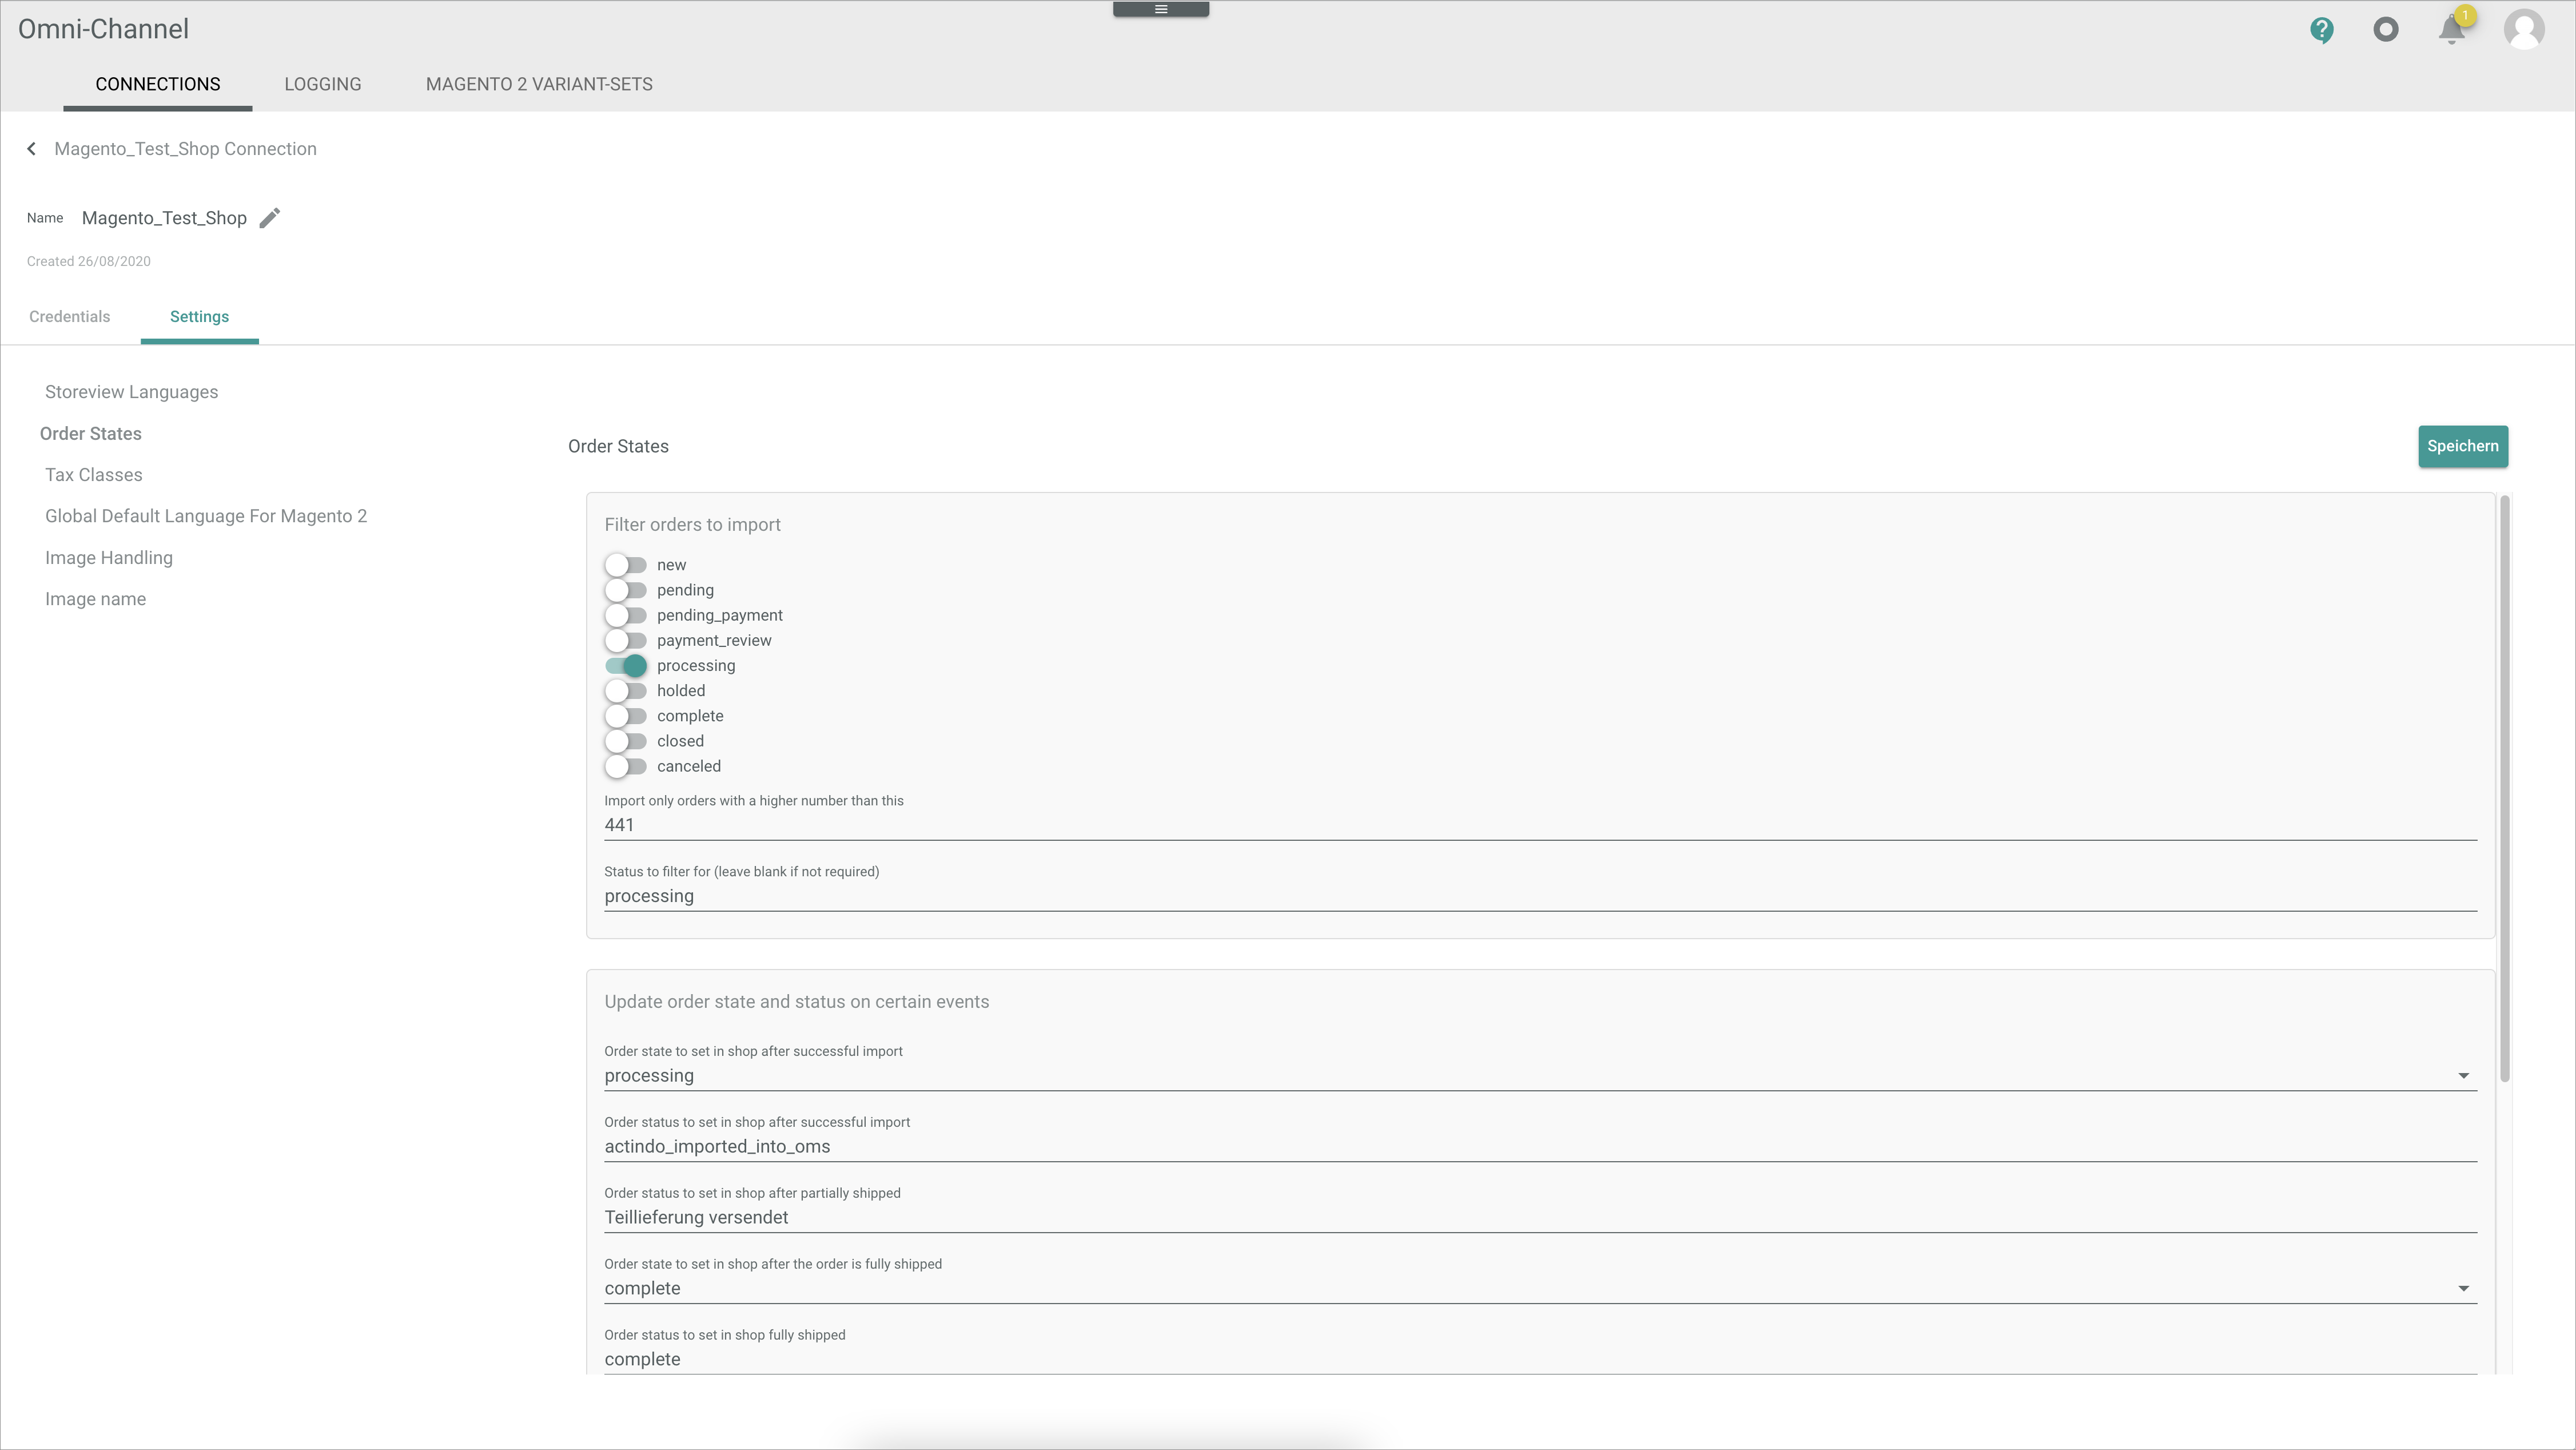 Omni-Channel
1
CONNECTIONS LOGGING MAGENTO 2 VARIANT-SETS
Magento_Test_Shop Connection
Name Magento_Test_Shop
Created 26/08/2020
Credentials Settings
Storeview Languages
Order States
Tax Classes
Global Default Language For Magento 2
Image Handling
Image name
Order States
Speichern
Filter orders to import
new
pending
pending_payment
payment_review
processing
holded
complete
closed
canceled
Import only orders with a higher number than this
441
Status to filter for (leave blank if not required)
processing
Update order state and status on certain events
Order state to set in shop after successful import
processing
Order status to set in shop after successful import
actindo_imported_into_oms
Order status to set in shop after partially shipped
Teillieferung versendet
Order state to set in shop after the order is fully shipped
complete
Order status to set in shop fully shipped
complete